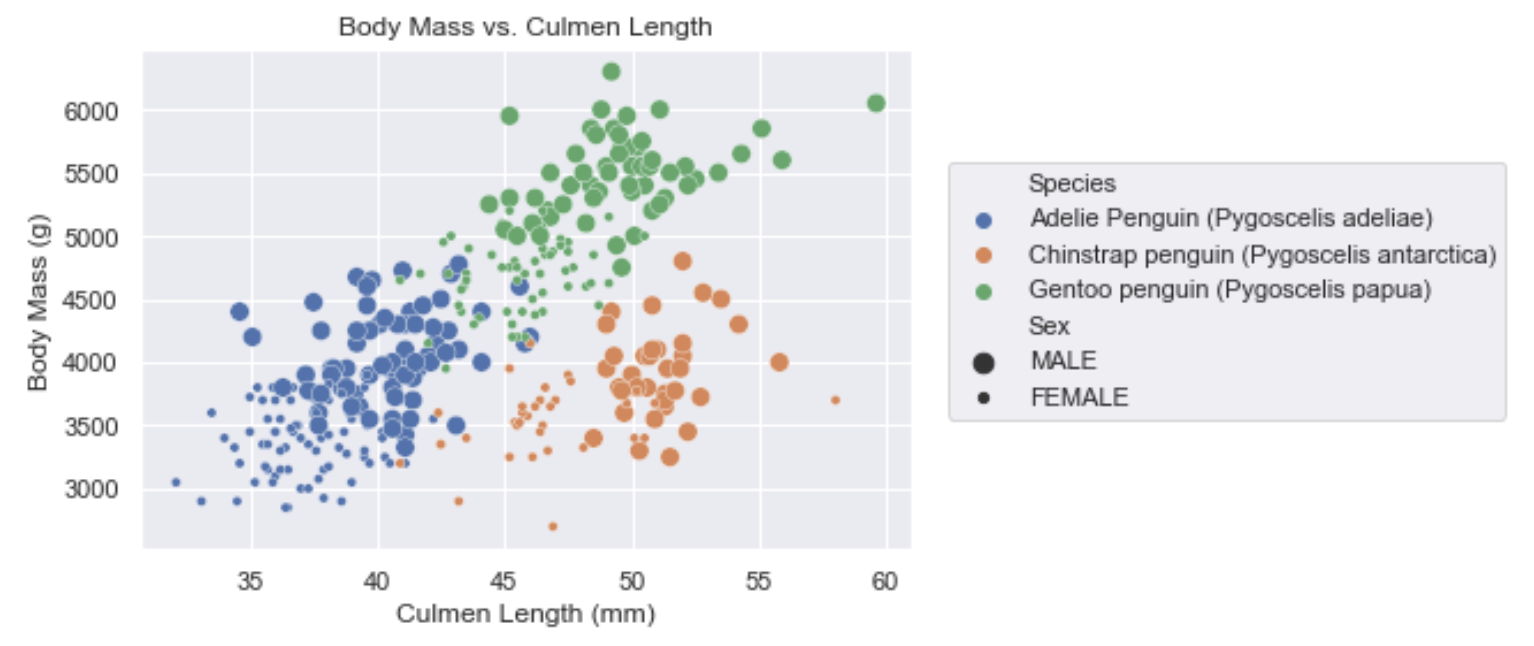 Body Mass vs. Culmen Length
Body Mass (g)
6000
5500
5000
4500
4000
3500
3000
35 40 45 50 55 60
Culmen Length (mm)
Species
Adelie Penguin (Pygoscelis adeliae)
Chinstrap penguin (Pygoscelis antarctica)
Gentoo penguin (Pygoscelis papua)
Sex
MALE
FEMALE